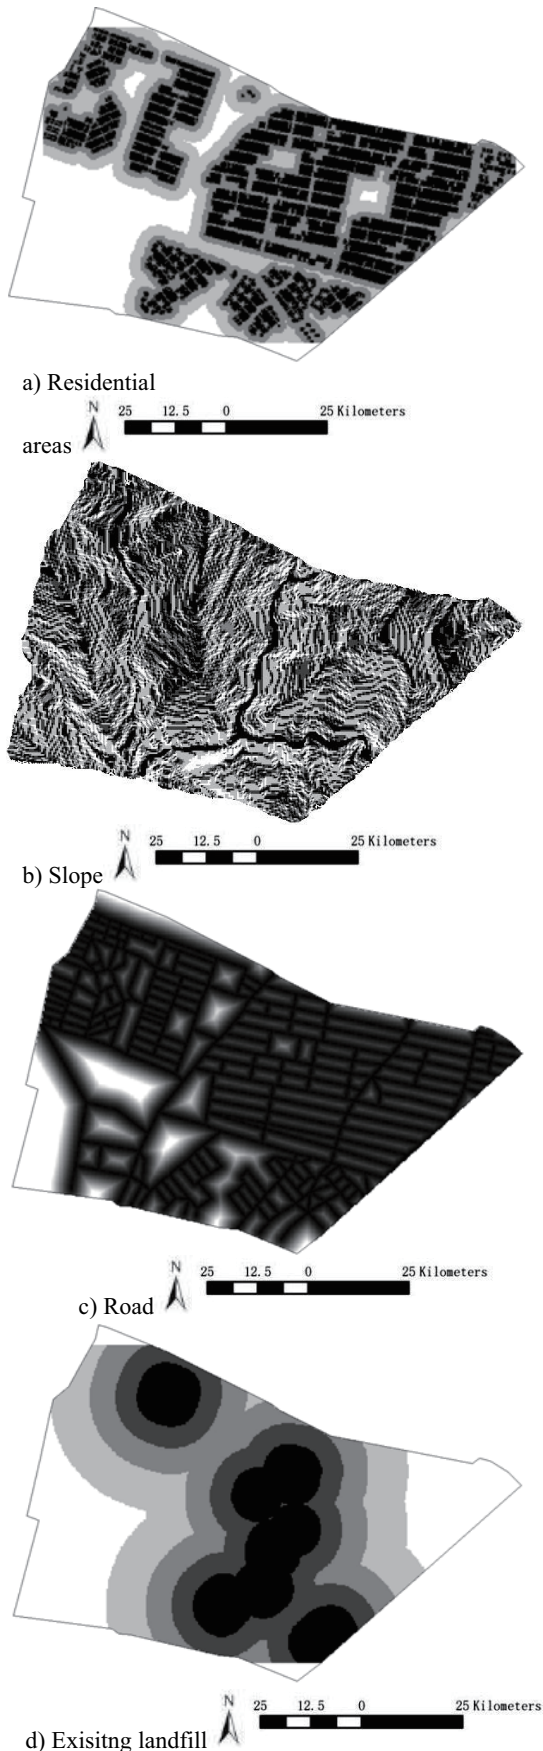 a) Residential
N
25 12.5 0 25 Kilometers
areas
N
25 12.5 0 25 Kilometers
b) Slope
N
25 12.5 0 25 Kilometers
c) Road
N
25 12.5 0 25 Kilometers
d) Exisitng landfill